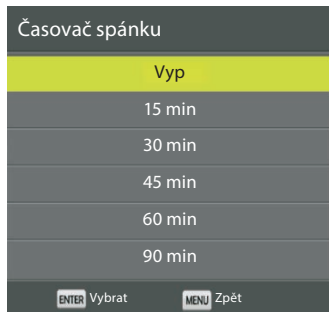 Časovač spánku
Vyp
15 min
30 min
45 min
60 min
90 min
ENTER Vybrat MENU Zpět